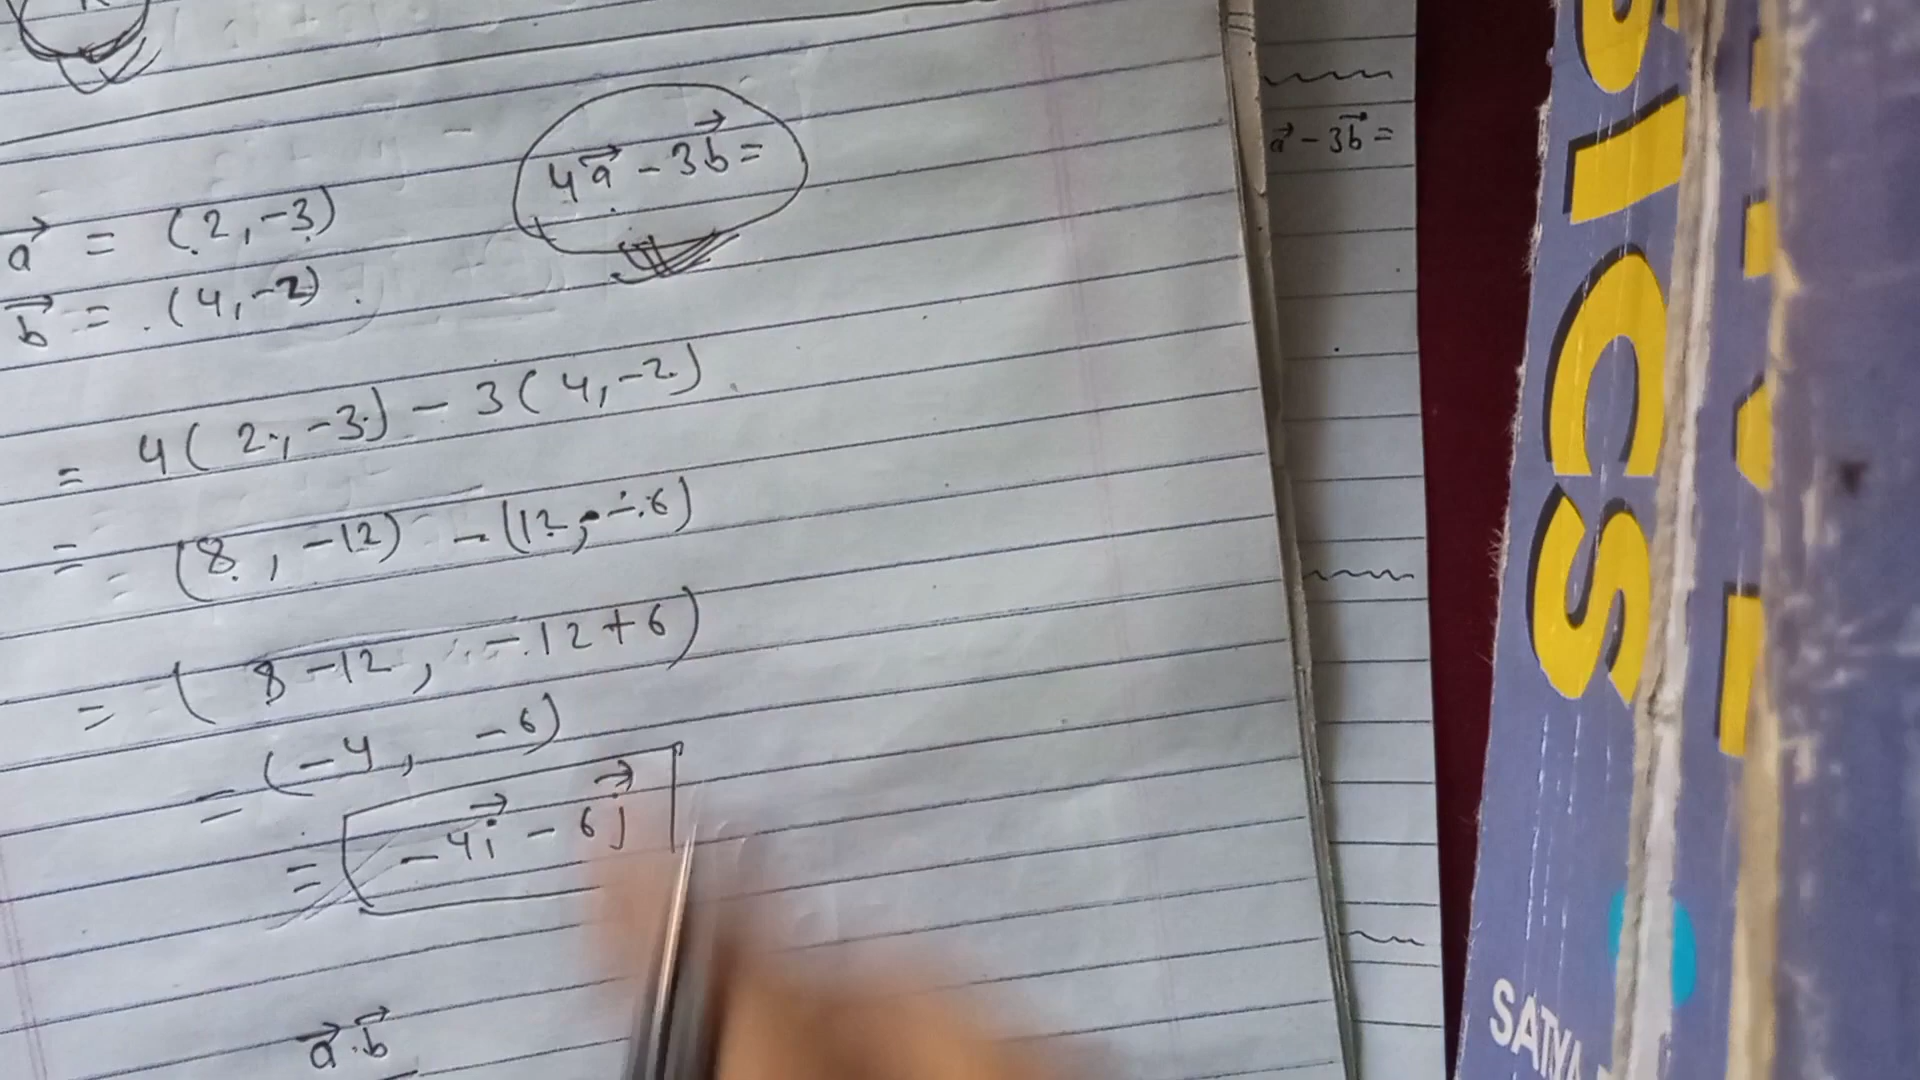 4a⃗ - 3b⃗ =
a⃗ = (2, -3)
b⃗ = (4, -2)
= 4(2, -3) - 3(4, -2)
= (8, -12) - (12, -6)
= (8-12, -12+6)
= (-4, -6)
= -4i⃗ - 6j⃗
a⃗.b⃗
a⃗ - 3b⃗ =
SICS
SATYA